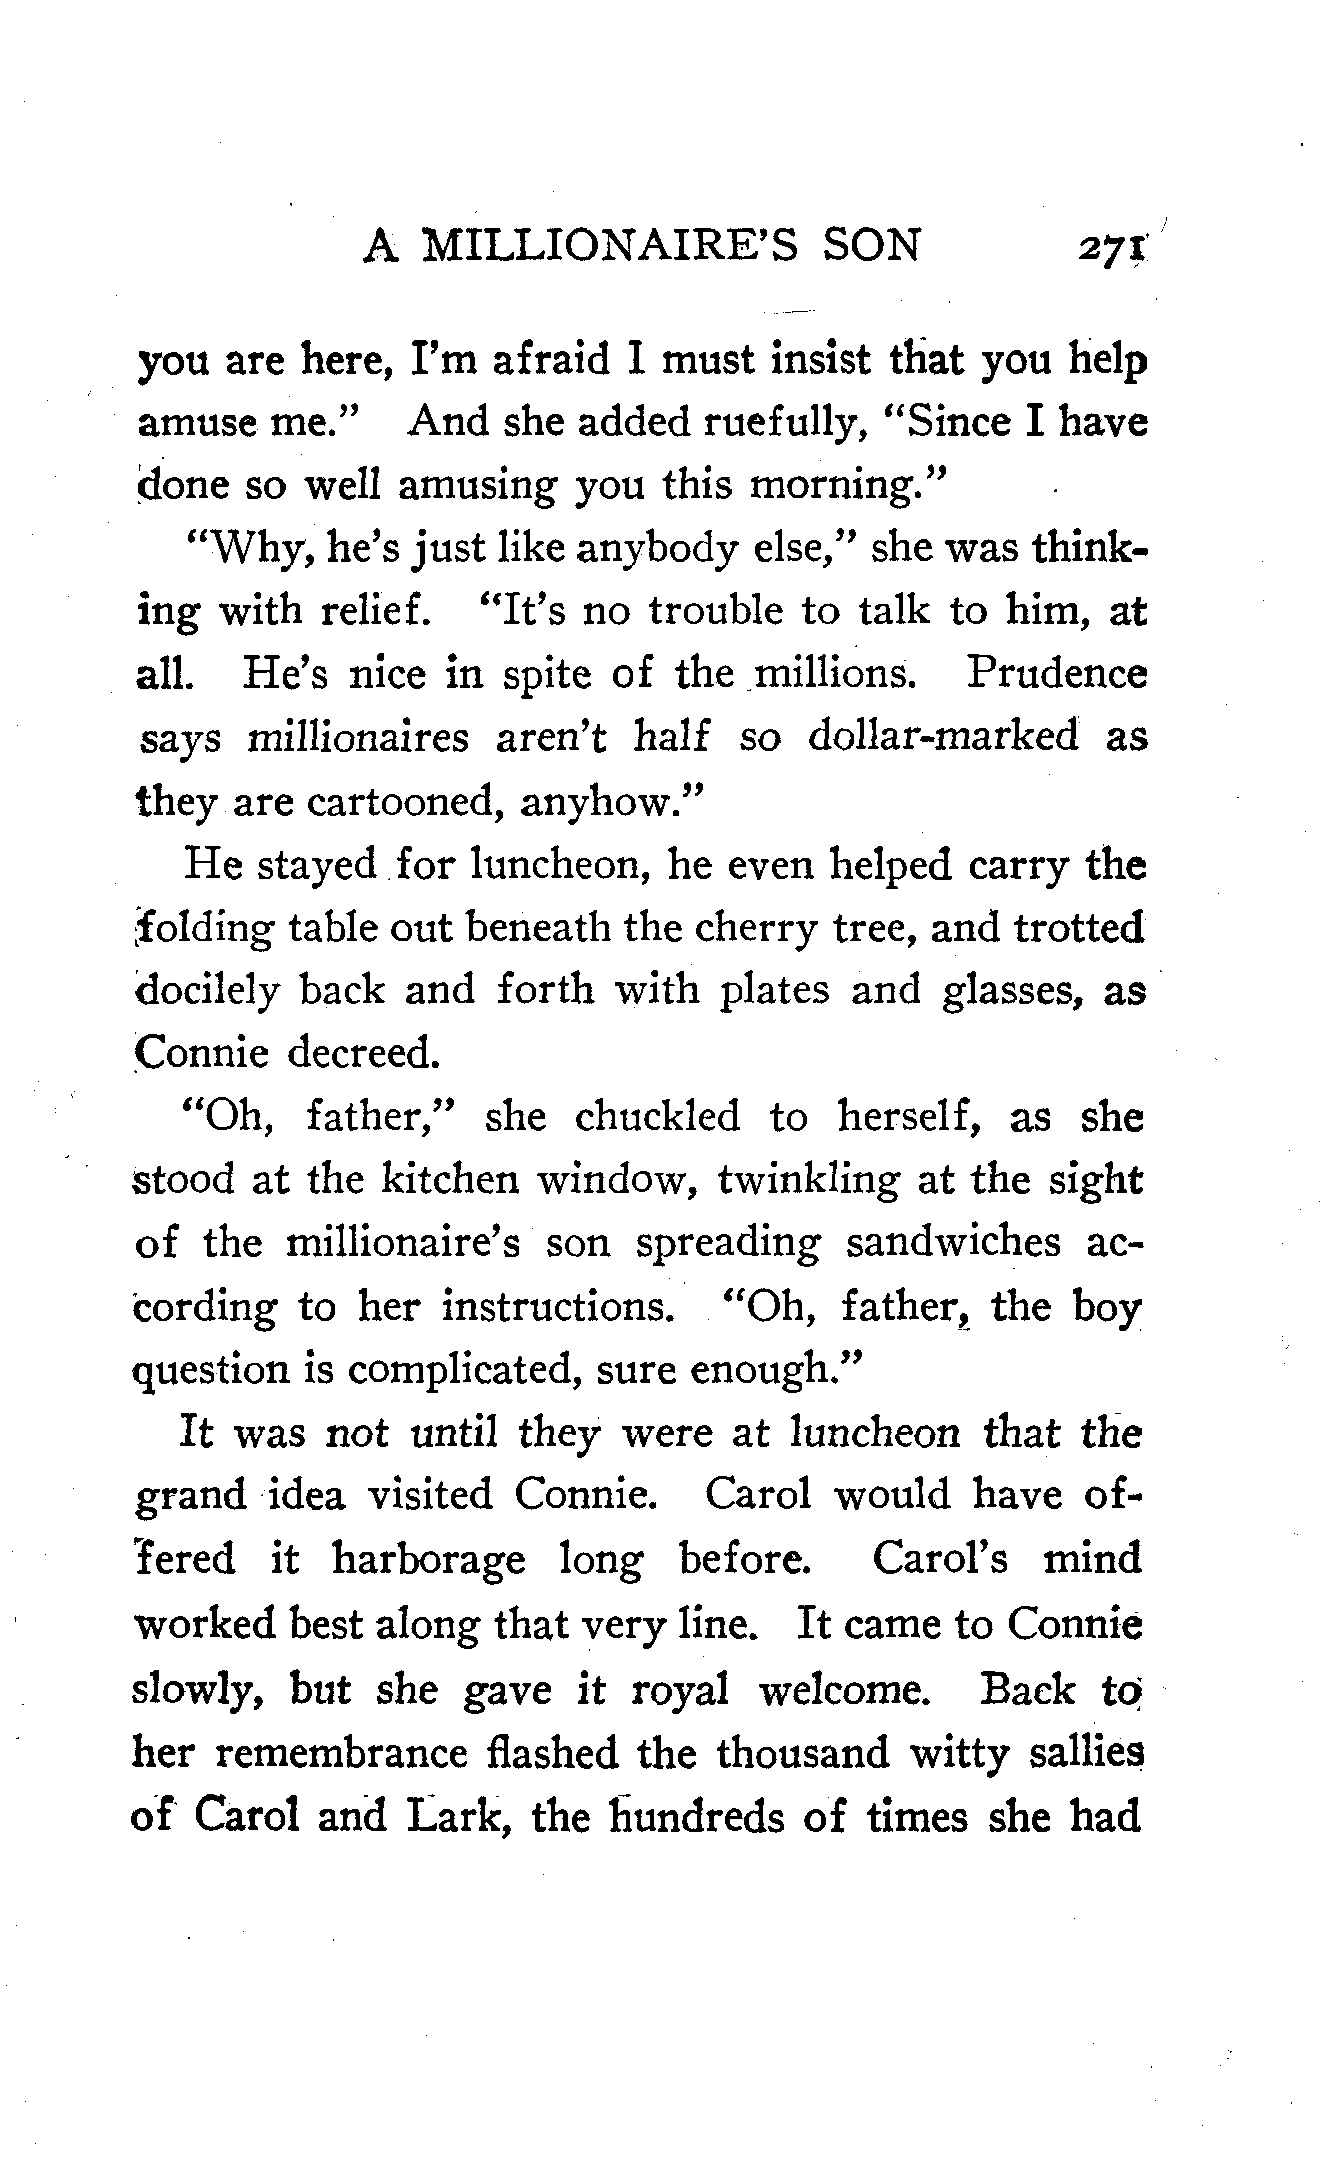 A MILLIONAIRE'S SON 271
you are here, I'm afraid I must insist that you help
amuse me." And she added ruefully, "Since I have
done so well amusing you this morning."
"Why, he's just like anybody else," she was think-
ing with relief. "It's no trouble to talk to him, at
all. He's nice in spite of the millions. Prudence
says millionaires aren't half so dollar-marked as
they are cartooned, anyhow."
He stayed for luncheon, he even helped carry the
folding table out beneath the cherry tree, and trotted
docilely back and forth with plates and glasses, as
Connie decreed.
"Oh, father," she chuckled to herself, as she
stood at the kitchen window, twinkling at the sight
of the millionaire's son spreading sandwiches ac-
cording to her instructions. "Oh, father, the boy
question is complicated, sure enough."
It was not until they were at luncheon that the
grand idea visited Connie. Carol would have of-
fered it harborage long before. Carol's mind
worked best along that very line. It came to Connie
slowly, but she gave it royal welcome. Back to
her remembrance flashed the thousand witty sallies
of Carol and Lark, the hundreds of times she had